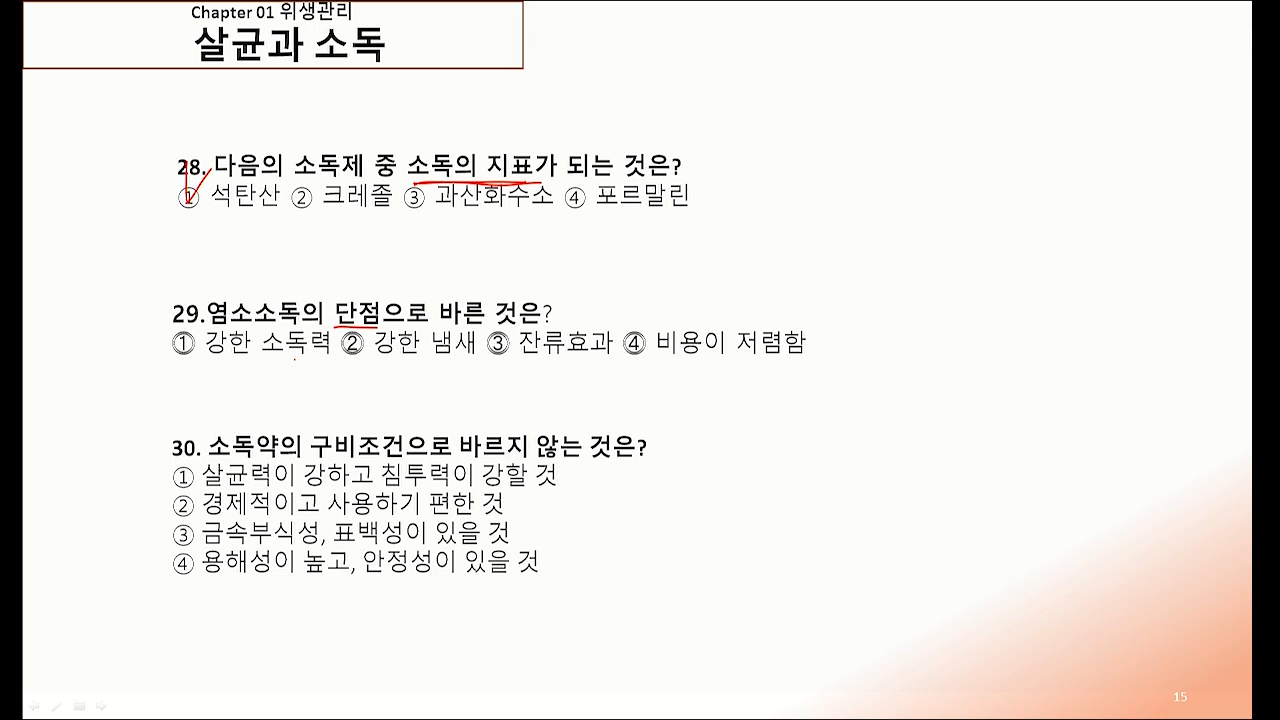 Chapter 01 위생관리
살균과 소독
28. 다음의 소독제 중 소독의 지표가 되는 것은?
① 석탄산 ② 크레졸 ③ 과산화수소 ④ 포르말린
29.염소소독의 단점으로 바른 것은?
① 강한 소독력 ② 강한 냄새 ③ 잔류효과 ④ 비용이 저렴함
30. 소독약의 구비조건으로 바르지 않는 것은?
① 살균력이 강하고 침투력이 강할 것
② 경제적이고 사용하기 편한 것
③ 금속부식성, 표백성이 있을 것
④ 용해성이 높고, 안정성이 있을 것
15